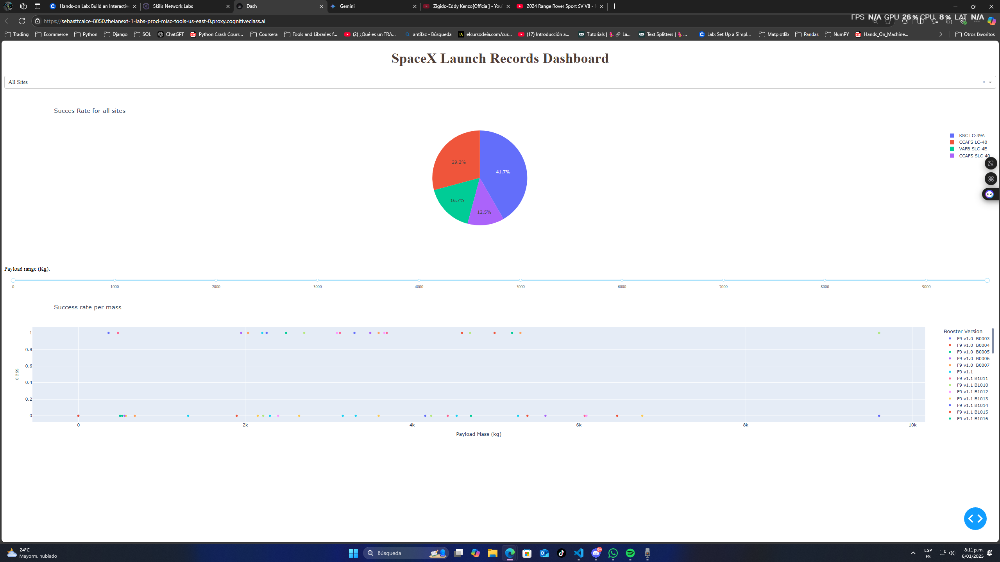 Hands-on Lab: Build an Interactiv
Skills Network Labs
Dash
Gemini
Zigido-Eddy Kenzo[Official] - You
2024 Range Rover Sport SV V8 -
https://sebasttcaice-8050.theianext-1-labs-prod-misc-tools-us-east-0.proxy.cognitiveclass.ai
FPS N/A GPU 26 % CPU 8 % LAT N/A
Trading
Ecommerce
Python
Django
SQL
ChatGPT
Python Crash Cours...
Coursera
Tools and Libraries f...
(2) ¿Qué es un TRA...
antifaz - Búsqueda
elcursodeia.com/cur...
(17) Introducción a...
Tutorials | 🦜️🔗 La...
Text Splitters | 🦜️...
Lab: Set Up a Simpl...
Matplotlib
Pandas
NumPY
Hands_On_Machine...
Otros favoritos
SpaceX Launch Records Dashboard
All Sites
Succes Rate for all sites
KSC LC-39A
CCAFS LC-40
VAFB SLC-4E
CCAFS SLC-40
29.2%
41.7%
16.7%
12.5%
Payload range (Kg):
0 1000 2000 3000 4000 5000 6000 7000 8000 9000
Success rate per mass
1
0.8
0.6
0.4
0.2
0
class
0 2k 4k 6k 8k 10k
Payload Mass (kg)
Booster Version
F9 v1.0 B0003
F9 v1.0 B0004
F9 v1.0 B0005
F9 v1.0 B0006
F9 v1.0 B0007
F9 v1.1
F9 v1.1 B1011
F9 v1.1 B1010
F9 v1.1 B1012
F9 v1.1 B1013
F9 v1.1 B1014
F9 v1.1 B1015
F9 v1.1 B1016
24°C
Mayorm. nublado
Búsqueda
9+
ESP
ES
8:11 p. m.
6/01/2025